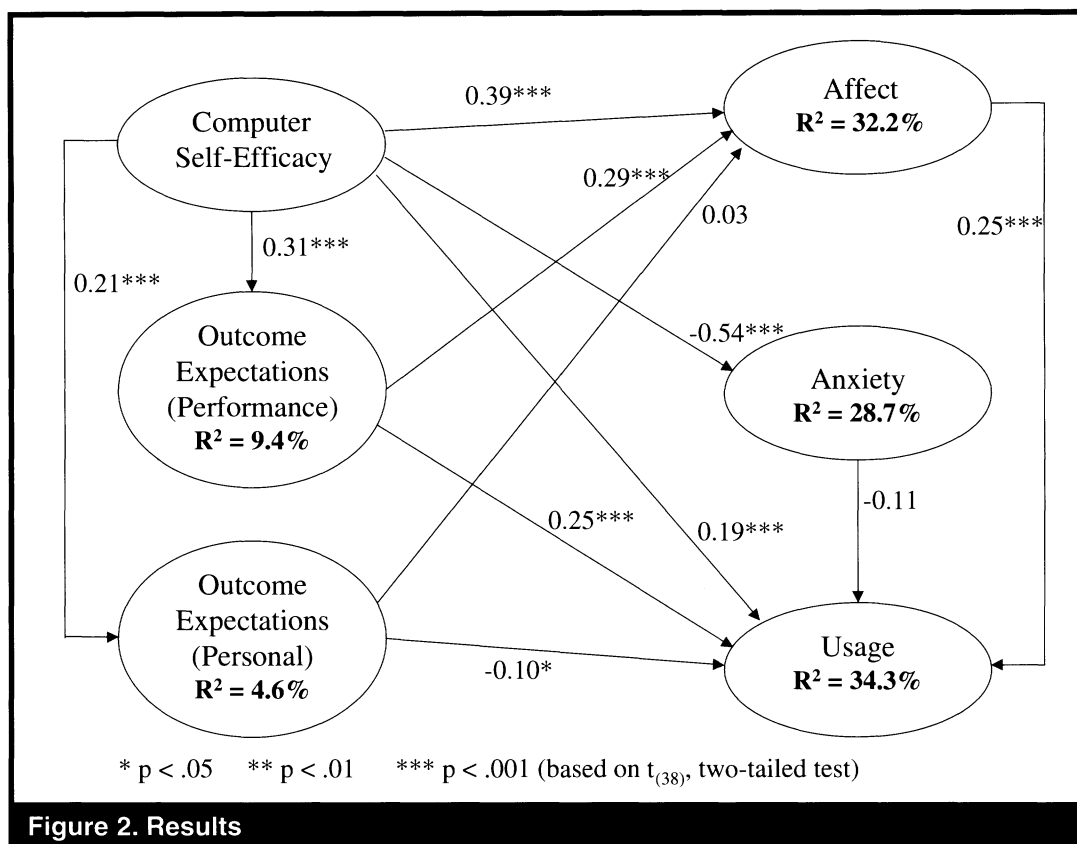 Computer
Self-Efficacy
0.39***
Affect
R² = 32.2%
0.29***
0.03
0.25***
0.31***
0.21***
Outcome
Expectations
(Performance)
R² = 9.4%
-0.54***
Anxiety
R² = 28.7%
-0.11
0.25***
0.19***
Outcome
Expectations
(Personal)
R² = 4.6%
-0.10*
Usage
R² = 34.3%
* p < .05 ** p < .01 *** p < .001 (based on t₍₃₈₎, two-tailed test)
Figure 2. Results